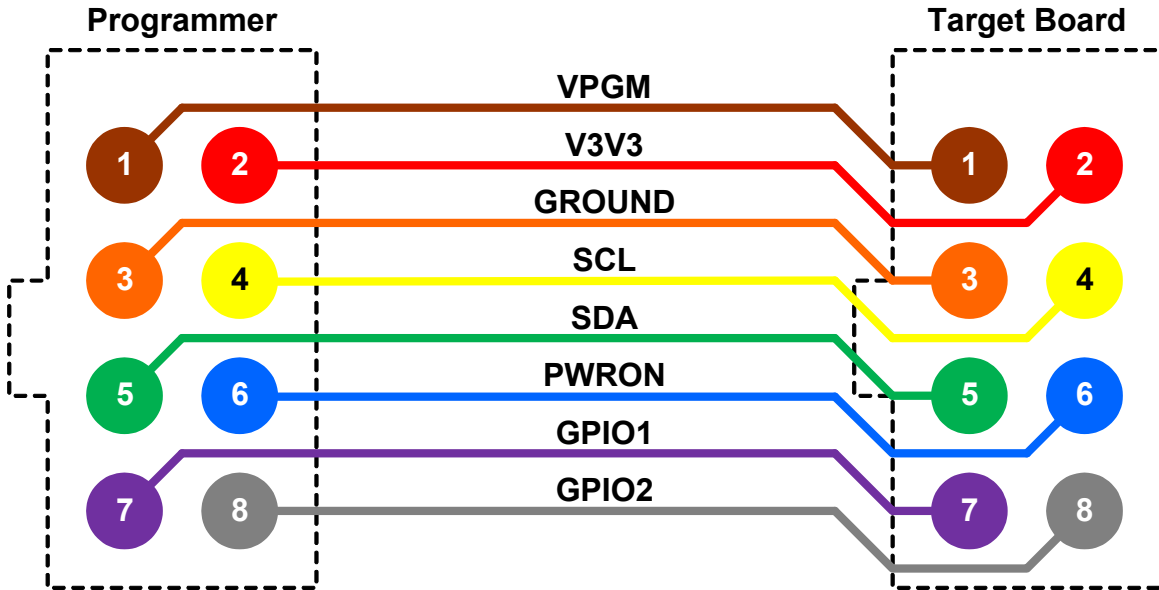 Programmer
Target Board
VPGM
1 2
V3V3
1 2
GROUND
3 4
SCL
3 4
SDA
5 6
PWRON
5 6
GPIO1
7 8
GPIO2
7 8